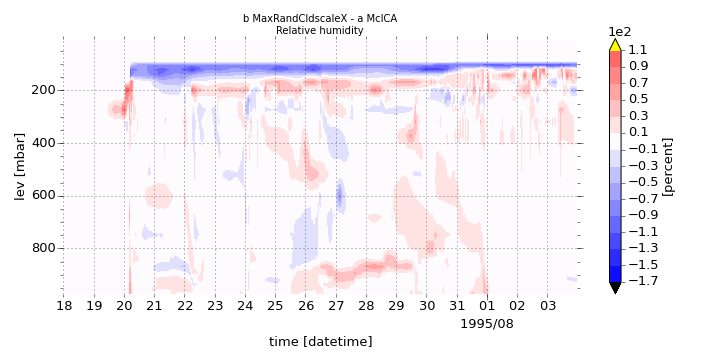 b MaxRandCldscaleX - a McICA
Relative humidity
1e2
1.1
0.9
0.7
0.5
0.3
0.1
−0.1
−0.3
−0.5
−0.7
−0.9
−1.1
−1.3
−1.5
−1.7
[percent]
lev [mbar]
200
400
600
800
18 19 20 21 22 23 24 25 26 27 28 29 30 31 01 02 03
1995/08
time [datetime]